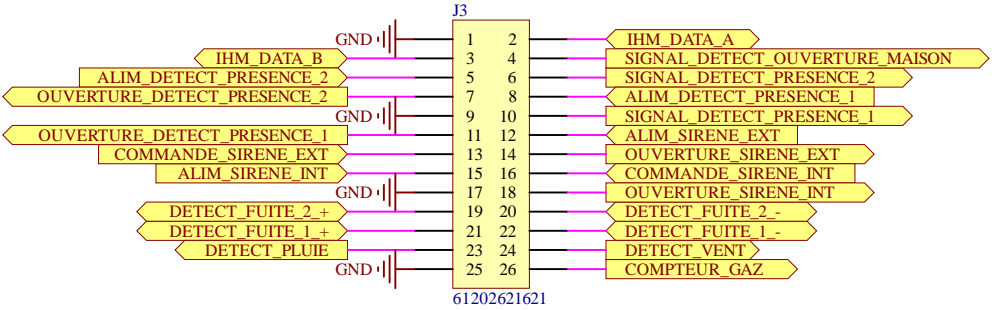 J3
GND 1 2 IHM_DATA_A
IHM_DATA_B 3 4 SIGNAL_DETECT_OUVERTURE_MAISON
ALIM_DETECT_PRESENCE_2 5 6 SIGNAL_DETECT_PRESENCE_2
OUVERTURE_DETECT_PRESENCE_2 7 8 ALIM_DETECT_PRESENCE_1
GND 9 10 SIGNAL_DETECT_PRESENCE_1
OUVERTURE_DETECT_PRESENCE_1 11 12 ALIM_SIRENE_EXT
COMMANDE_SIRENE_EXT 13 14 OUVERTURE_SIRENE_EXT
ALIM_SIRENE_INT 15 16 COMMANDE_SIRENE_INT
GND 17 18 OUVERTURE_SIRENE_INT
DETECT_FUITE_2_+ 19 20 DETECT_FUITE_2_-
DETECT_FUITE_1_+ 21 22 DETECT_FUITE_1_-
DETECT_PLUIE 23 24 DETECT_VENT
GND 25 26 COMPTEUR_GAZ
61202621621